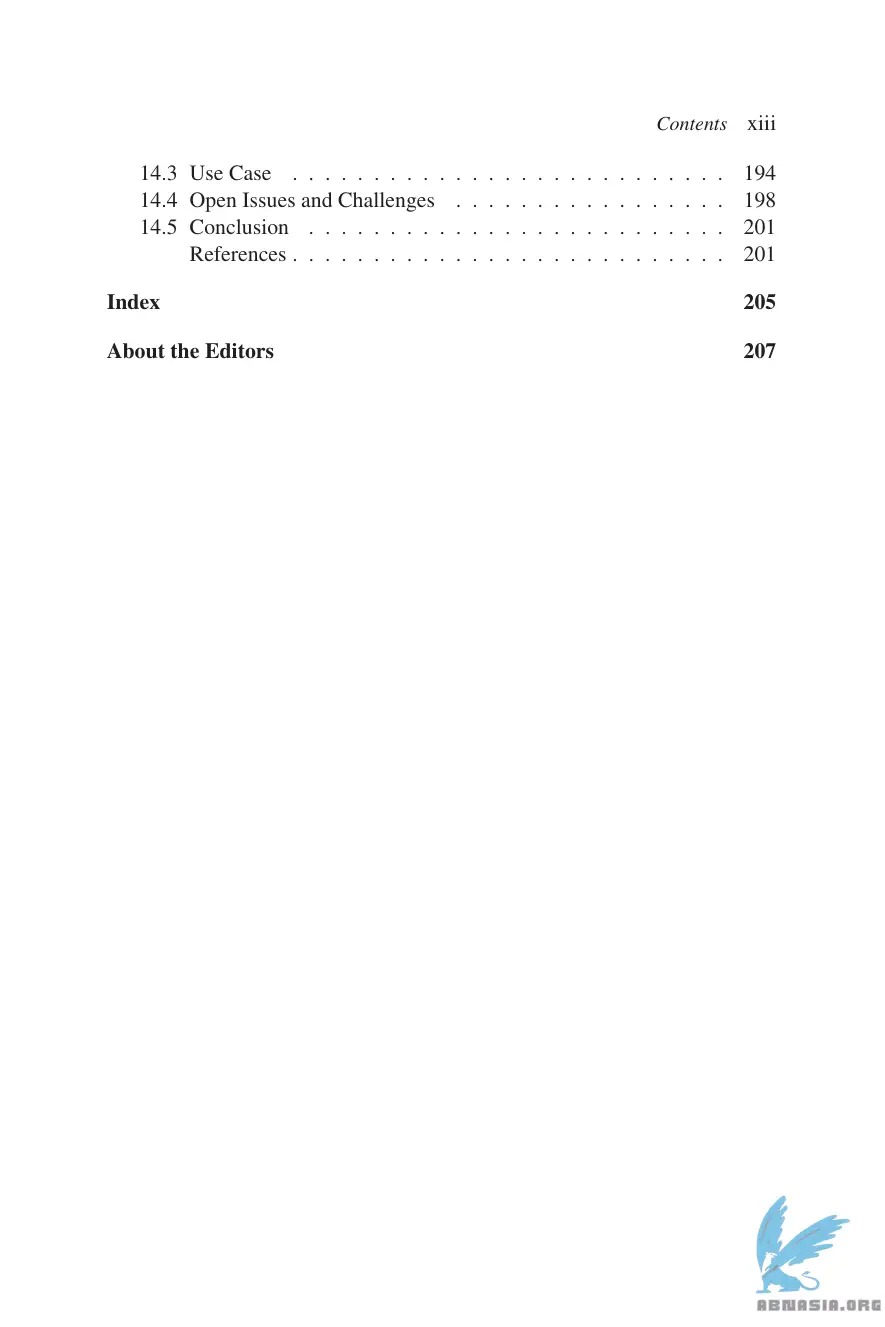 Contents xiii
14.3 Use Case . . . . . . . . . . . . . . . . . . . . . . . . . . . 194
14.4 Open Issues and Challenges . . . . . . . . . . . . . . . . . 198
14.5 Conclusion . . . . . . . . . . . . . . . . . . . . . . . . . . 201
References . . . . . . . . . . . . . . . . . . . . . . . . . . . 201
Index 205
About the Editors 207
ABNASIA.ORG